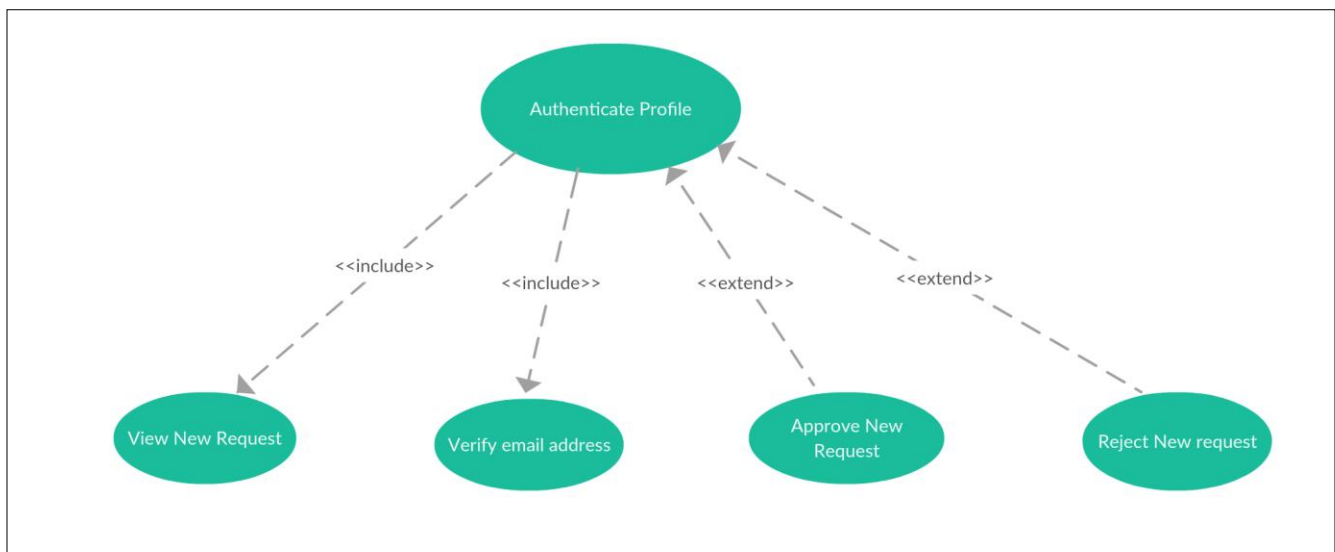 Authenticate Profile
<<include>>
<<include>>
<<extend>>
<<extend>>
View New Request
Verify email address
Approve New
Request
Reject New request